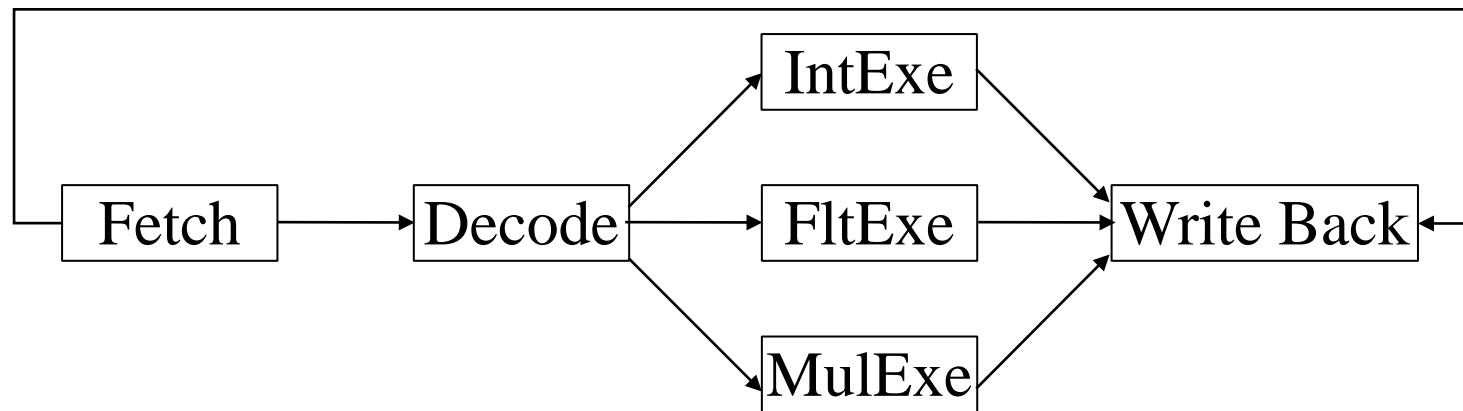 IntExe
Fetch
Decode
FltExe
Write Back
MulExe